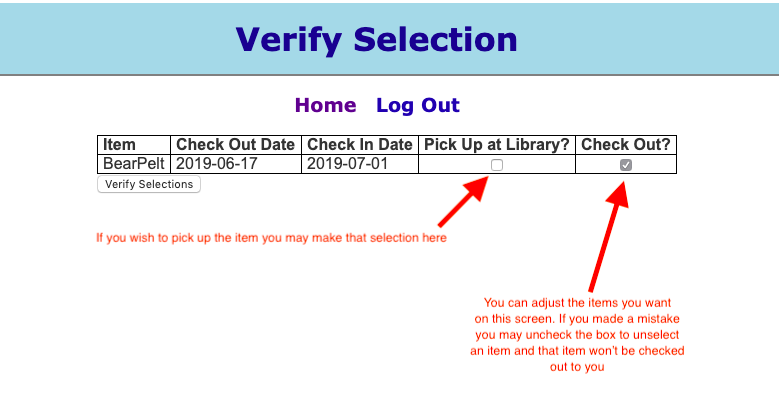 Verify Selection
Home Log Out
Item Check Out Date Check In Date Pick Up at Library? Check Out?
BearPelt 2019-06-17 2019-07-01
Verify Selections
If you wish to pick up the item you may make that selection here
You can adjust the items you want
on this screen. If you made a mistake
you may uncheck the box to unselect
an item and that item won't be checked
out to you